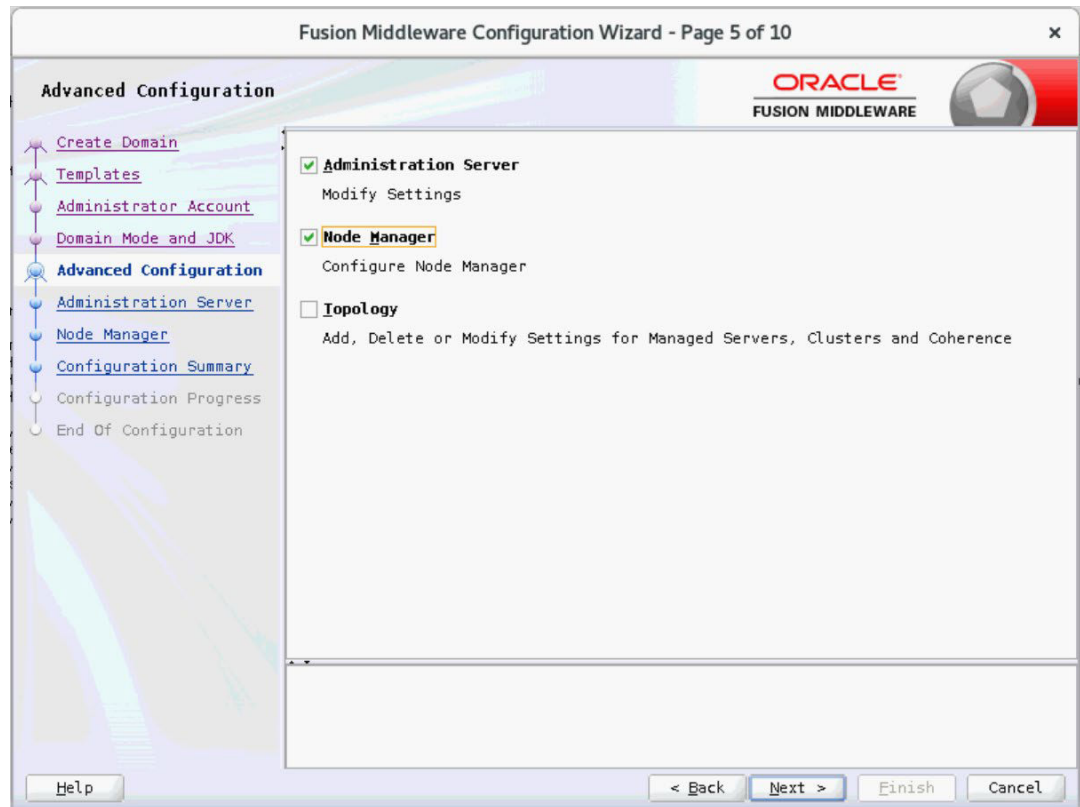 Fusion Middleware Configuration Wizard - Page 5 of 10
×
Advanced Configuration
ORACLE
FUSION MIDDLEWARE
Create Domain
Templates
Administrator Account
Domain Mode and JDK
Advanced Configuration
Administration Server
Node Manager
Configuration Summary
Configuration Progress
End Of Configuration
Administration Server
Modify Settings
Node Manager
Configure Node Manager
Topology
Add, Delete or Modify Settings for Managed Servers, Clusters and Coherence
Help
< Back
Next >
Finish
Cancel